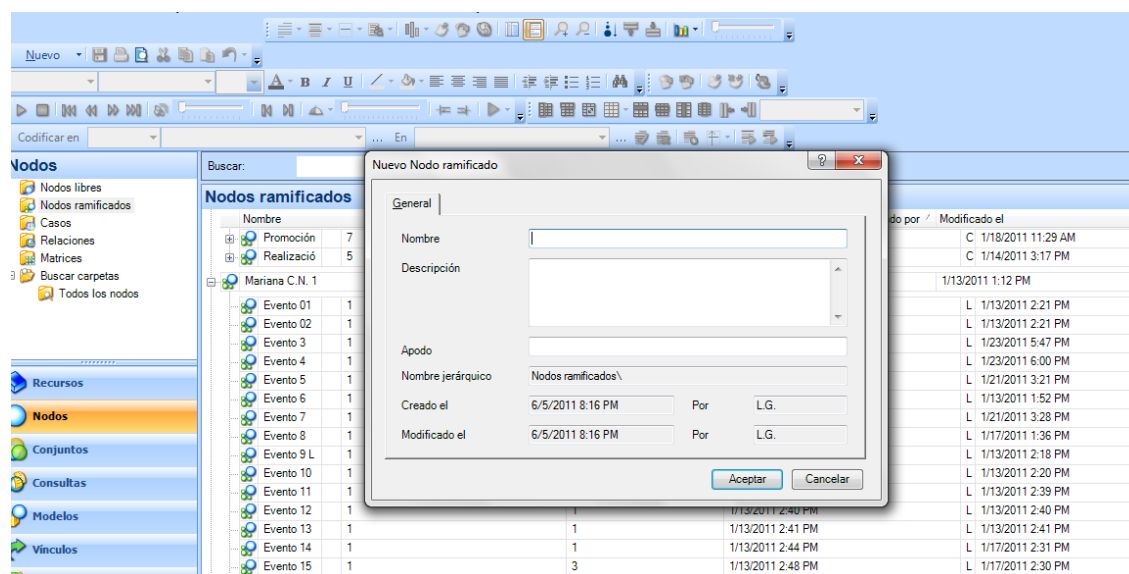 Nuevo
A B I U
Codificar en ... En ...
Nodos
Nodos libres
Nodos ramificados
Casos
Relaciones
Matrices
Buscar carpetas
Todos los nodos
Recursos
Nodos
Conjuntos
Consultas
Modelos
Vínculos
Buscar:
Nodos ramificados
Nombre do por Modificado el
Promoción 7 C 1/18/2011 11:29 AM
Realizació 5 C 1/14/2011 3:17 PM
Mariana C.N. 1 1/13/2011 1:12 PM
Evento 01 1 L 1/13/2011 2:21 PM
Evento 02 1 L 1/13/2011 2:21 PM
Evento 3 1 L 1/23/2011 5:47 PM
Evento 4 1 L 1/23/2011 6:00 PM
Evento 5 1 L 1/21/2011 3:21 PM
Evento 6 1 L 1/13/2011 1:52 PM
Evento 7 1 L 1/21/2011 3:28 PM
Evento 8 1 L 1/17/2011 1:36 PM
Evento 9 L 1 L 1/13/2011 2:18 PM
Evento 10 1 L 1/13/2011 2:20 PM
Evento 11 1 L 1/13/2011 2:39 PM
Evento 12 1 1 1/13/2011 2:40 PM L 1/13/2011 2:40 PM
Evento 13 1 1 1/13/2011 2:41 PM L 1/13/2011 2:41 PM
Evento 14 1 1 1/13/2011 2:44 PM L 1/17/2011 2:31 PM
Evento 15 1 3 1/13/2011 2:48 PM L 1/17/2011 2:30 PM
Nuevo Nodo ramificado
General
Nombre
Descripción
Apodo
Nombre jerárquico Nodos ramificados\
Creado el 6/5/2011 8:16 PM Por L.G.
Modificado el 6/5/2011 8:16 PM Por L.G.
Aceptar Cancelar